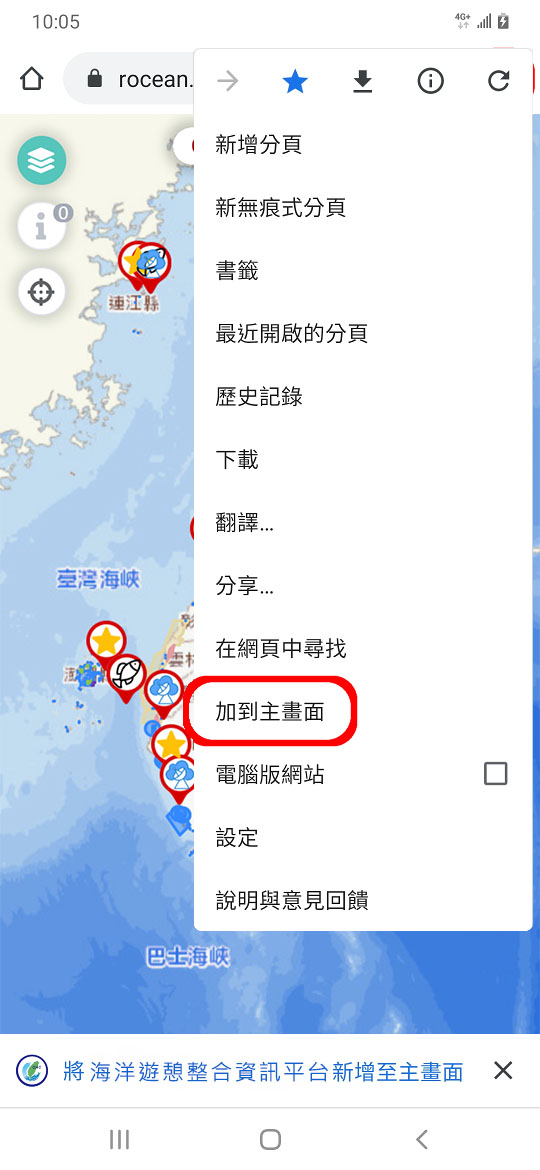 10:05
4G+
rocean.
新增分頁
0
新無痕式分頁
書籤
連江縣
最近開啟的分頁
歷史記錄
下載
翻譯...
臺灣海峽
分享...
在網頁中尋找
雲林
澎
加到主畫面
電腦版網站
設定
說明與意見回饋
巴士海峽
將 海洋遊憩整合資訊平台新增至主畫面